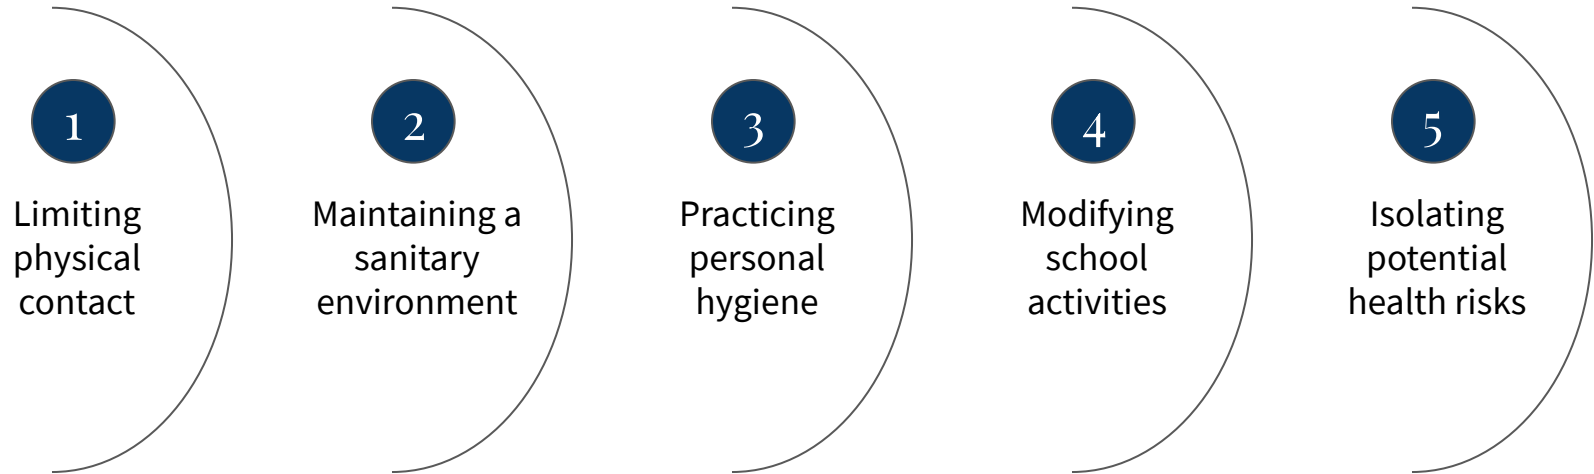 1
Limiting
physical
contact
2
Maintaining a
sanitary
environment
3
Practicing
personal
hygiene
4
Modifying
school
activities
5
Isolating
potential
health risks